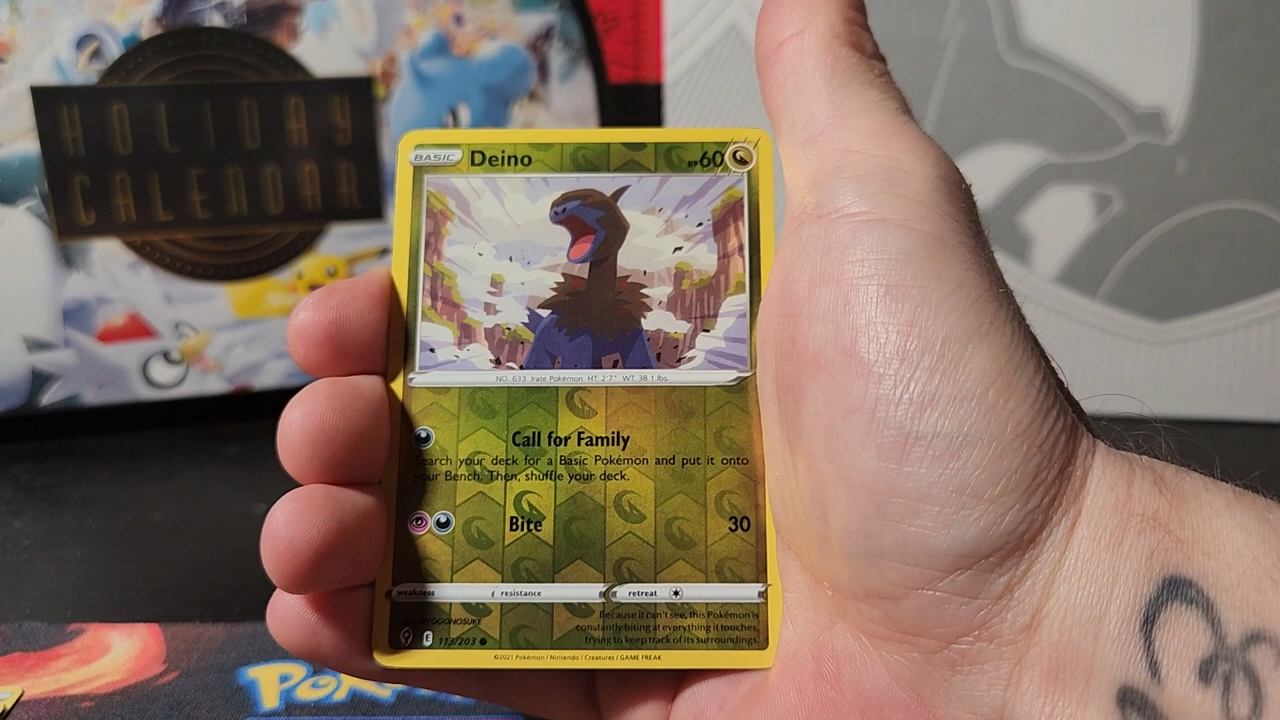 HOLIDAY
CALENDAR
BASIC Deino HP 60
NO. 633 Irate Pokémon HT: 2'7" WT: 38.1 lbs.
Call for Family
Search your deck for a Basic Pokémon and put it onto
your Bench. Then, shuffle your deck.
Bite 30
weakness resistance retreat
Because it can't see, this Pokémon is
constantly biting at everything it touches,
trying to keep track of its surroundings.
E 113/203
©2021 Pokémon / Nintendo / Creatures / GAME FREAK